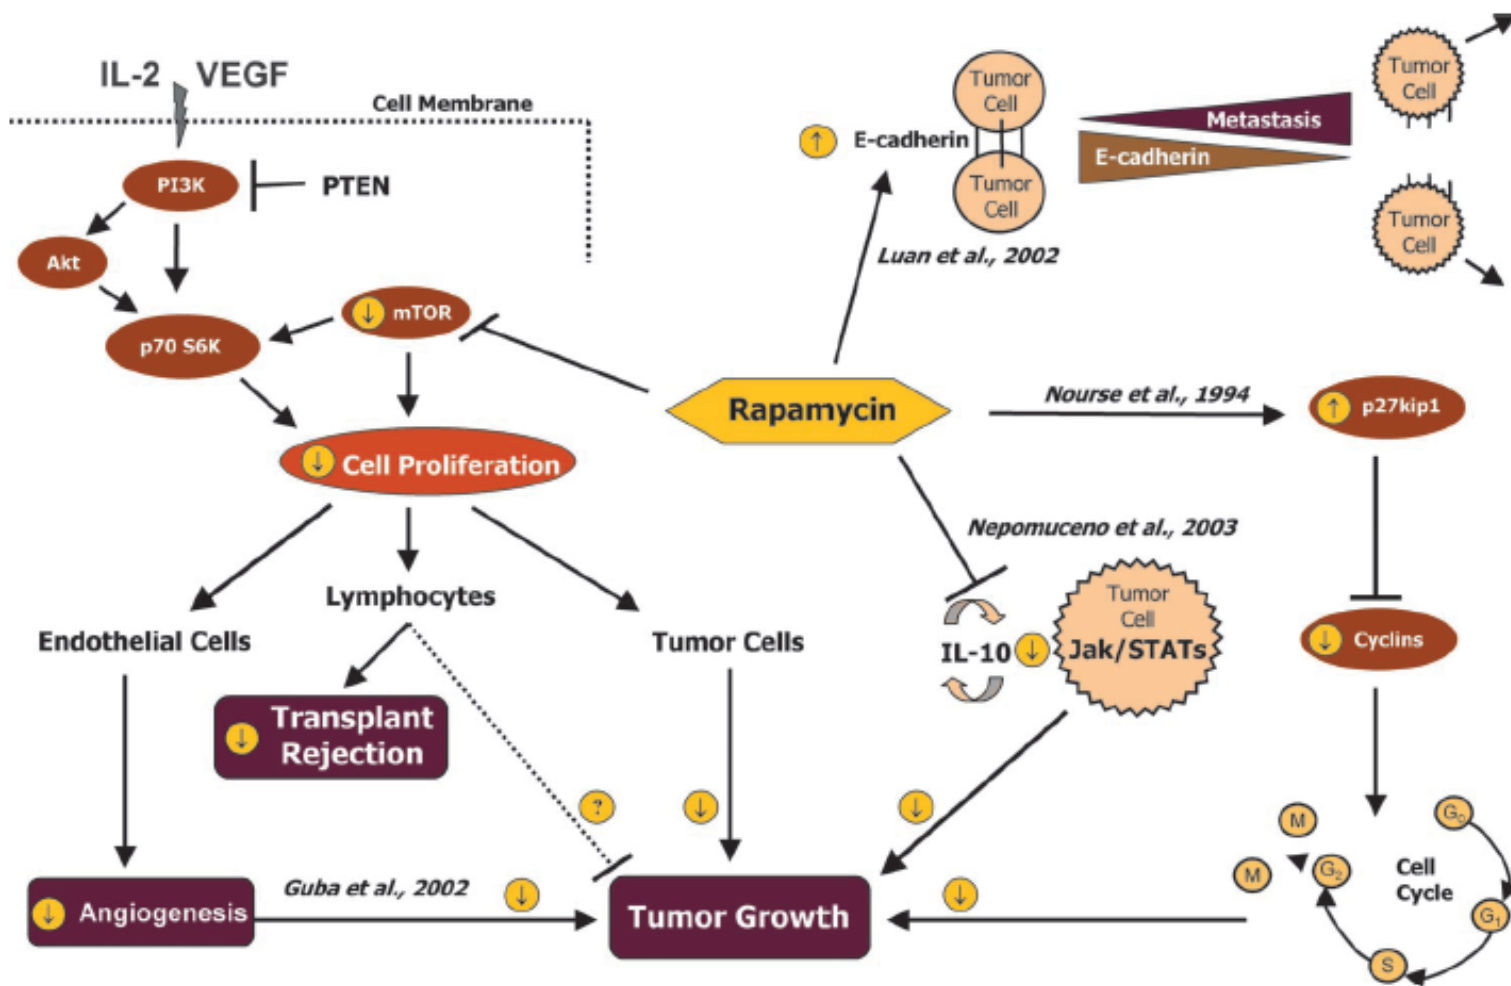 IL-2 VEGF
Cell Membrane
PI3K
PTEN
Akt
p70 S6K
↓ mTOR
↓ Cell Proliferation
Endothelial Cells
Lymphocytes
Tumor Cells
↓ Transplant
Rejection
?
↓
↓ Angiogenesis
Guba et al., 2002
↓
Tumor Growth
Rapamycin
↑ E-cadherin
Tumor
Cell
Tumor
Cell
Luan et al., 2002
Metastasis
E-cadherin
Tumor
Cell
Tumor
Cell
Nourse et al., 1994
↑ p27kip1
Nepomuceno et al., 2003
IL-10 ↓
Tumor
Cell
Jak/STATs
↓
↓ Cyclins
↓
M
M
G2
G0
Cell
Cycle
G1
S